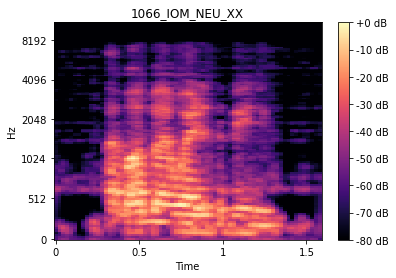 1066_IOM_NEU_XX
+0 dB
8192
-10 dB
4096
-20 dB
-30 dB
2048
Hz
-40 dB
1024
-50 dB
512
-60 dB
-70 dB
0
-80 dB
0
0.5
1
1.5
Time